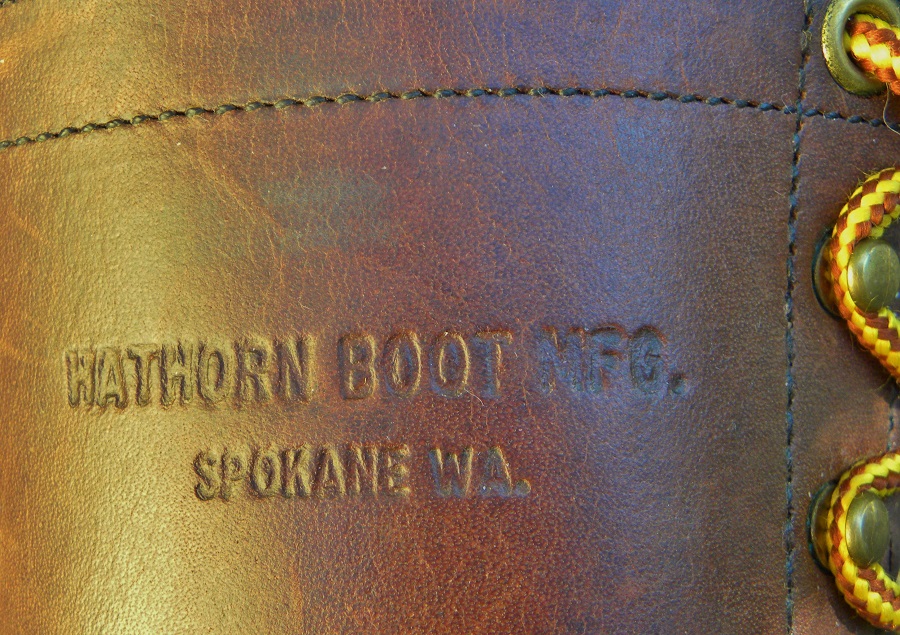 HATHORN BOOT MFG.
SPOKANE WA.